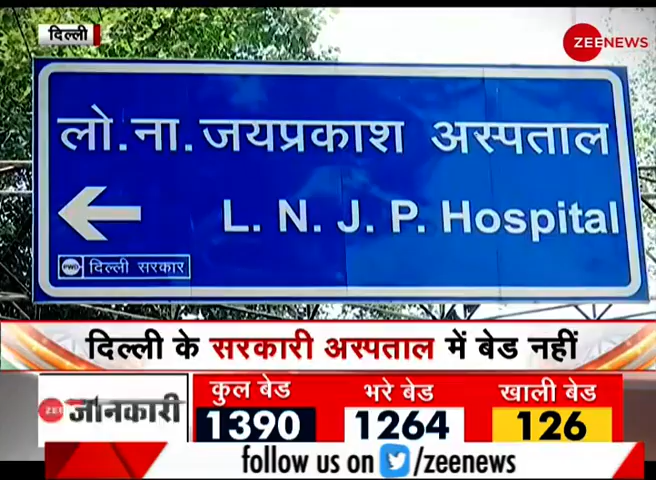 दिल्ली
ZEENEWS
लो.ना.जयप्रकाश अस्पताल
L. N. J. P. Hospital
PWD दिल्ली सरकार
दिल्ली के सरकारी अस्पताल में बेड नहीं
ZEE जानकारी
कुल बेड भरे बेड खाली बेड
1390 1264 126
follow us on /zeenews